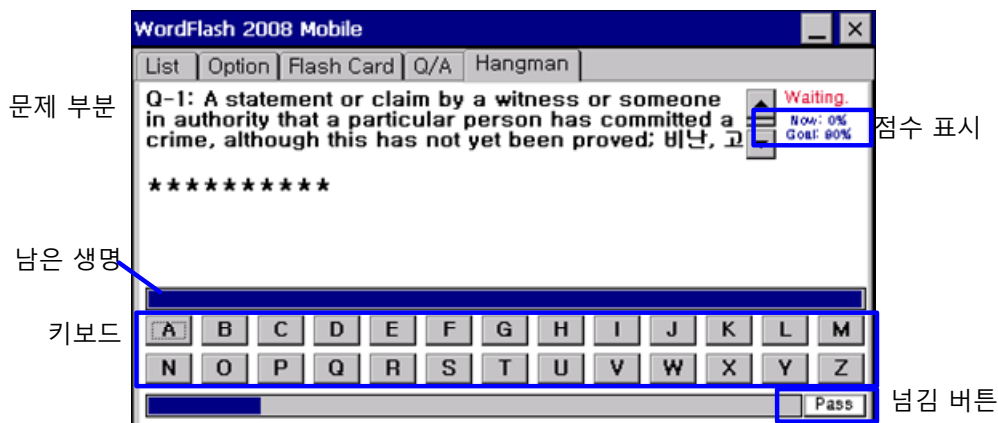 WordFlash 2008 Mobile
List Option Flash Card Q/A Hangman
문제 부분
Q-1: A statement or claim by a witness or someone
in authority that a particular person has committed a
crime, although this has not yet been proved; 비난, 고
Waiting.
Now: 0%
Goal: 90%
점수 표시
**********
남은 생명
키보드
A B C D E F G H I J K L M
N O P Q R S T U V W X Y Z
Pass
넘김 버튼